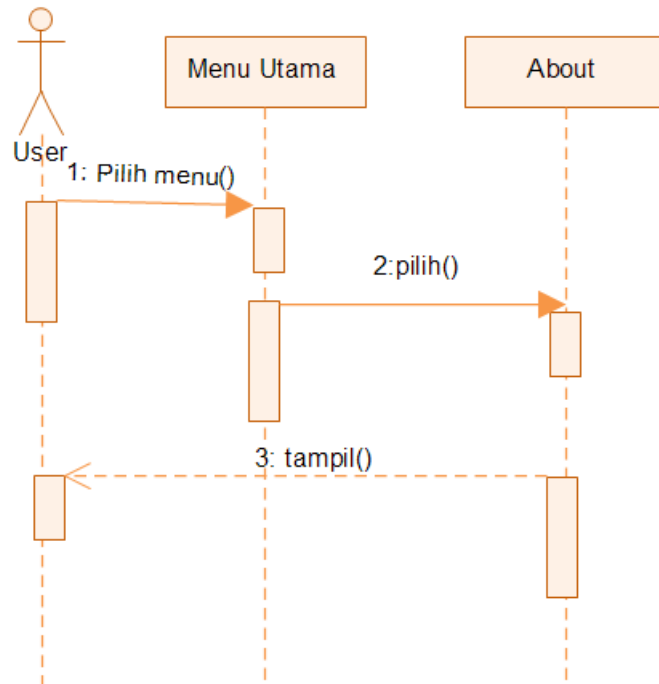 Menu Utama
About
User
1: Pilih menu()
2:pilih()
3: tampil()